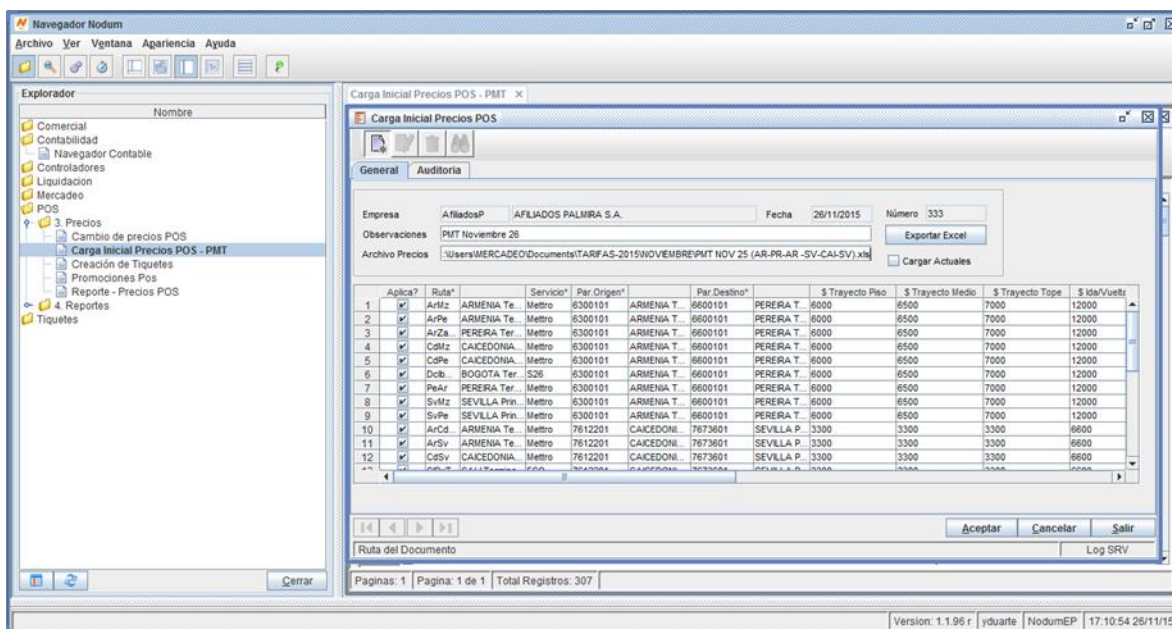 Navegador Nodum
Archivo Ver Ventana Apariencia Ayuda
Explorador
Nombre
Comercial
Contabilidad
Navegador Contable
Controladores
Liquidacion
Mercadeo
POS
3. Precios
Cambio de precios POS
Carga Inicial Precios POS - PMT
Creación de Tiquetes
Promociones Pos
Reporte - Precios POS
4. Reportes
Tiquetes
Cerrar
Carga Inicial Precios POS - PMT
Carga Inicial Precios POS
General Auditoria
Empresa AfiliadosP AFILIADOS PALMIRA S.A. Fecha 26/11/2015 Número 333
Observaciones PMT Noviembre 26 Exportar Excel
Archivo Precios :\Users\MERCADEO\Documents\TARIFAS-2015\NOVIEMBRE\PMT NOV 25 (AR-PR-AR -SV-CAI-SV).xls Cargar Actuales
Aplica? Ruta* Servicio* Par.Origen* Par.Destino* $ Trayecto Piso $ Trayecto Medio $ Trayecto Tope $ Ida/Vuelta
1 ArMz ARMENIA Te... Mettro 6300101 ARMENIA T... 6600101 PEREIRA T... 6000 6500 7000 12000
2 ArPe ARMENIA Te... Mettro 6300101 ARMENIA T... 6600101 PEREIRA T... 6000 6500 7000 12000
3 ArZa... PEREIRA Ter... Mettro 6300101 ARMENIA T... 6600101 PEREIRA T... 6000 6500 7000 12000
4 CdMz CAICEDONIA... Mettro 6300101 ARMENIA T... 6600101 PEREIRA T... 6000 6500 7000 12000
5 CdPe CAICEDONIA... Mettro 6300101 ARMENIA T... 6600101 PEREIRA T... 6000 6500 7000 12000
6 DcIb... BOGOTA Ter... S26 6300101 ARMENIA T... 6600101 PEREIRA T... 6000 6500 7000 12000
7 PeAr PEREIRA Ter... Mettro 6300101 ARMENIA T... 6600101 PEREIRA T... 6000 6500 7000 12000
8 SvMz SEVILLA Prin... Mettro 6300101 ARMENIA T... 6600101 PEREIRA T... 6000 6500 7000 12000
9 SvPe SEVILLA Prin... Mettro 6300101 ARMENIA T... 6600101 PEREIRA T... 6000 6500 7000 12000
10 ArCd... ARMENIA Te... Mettro 7612201 CAICEDONI... 7673601 SEVILLA P... 3300 3300 3300 6600
11 ArSv ARMENIA Te... Mettro 7612201 CAICEDONI... 7673601 SEVILLA P... 3300 3300 3300 6600
12 CdSv CAICEDONIA... Mettro 7612201 CAICEDONI... 7673601 SEVILLA P... 3300 3300 3300 6600
Aceptar Cancelar Salir
Ruta del Documento Log SRV
Paginas: 1 Pagina: 1 de 1 Total Registros: 307
Version: 1.1.96 r yduarte NodumEP 17:10:54 26/11/15